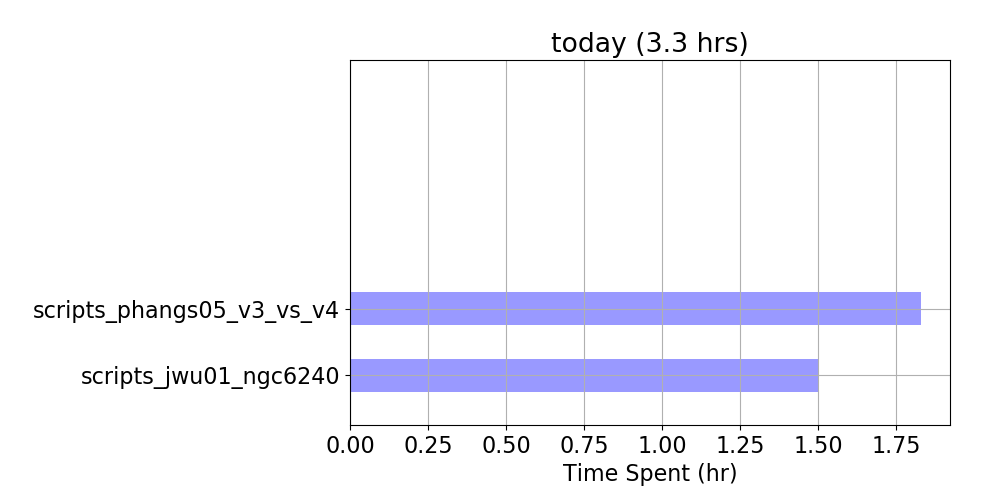 today (3.3 hrs)
scripts_phangs05_v3_vs_v4
scripts_jwu01_ngc6240
0.00 0.25 0.50 0.75 1.00 1.25 1.50 1.75
Time Spent (hr)